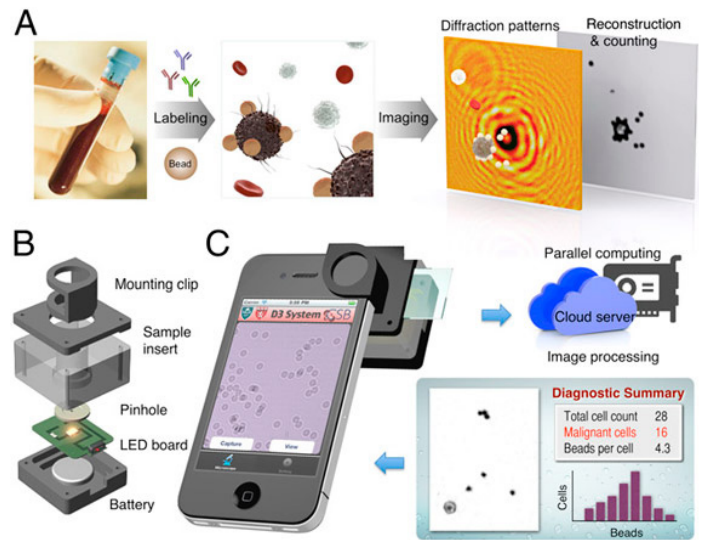 A
Labeling
Bead
Imaging
Diffraction patterns
Reconstruction
& counting
B
Mounting clip
Sample
insert
Pinhole
LED board
Battery
C
D3 System
CSB
Capture
View
Parallel computing
Cloud server
Image processing
Diagnostic Summary
Total cell count 28
Malignant cells 16
Beads per cell 4.3
Cells
Beads